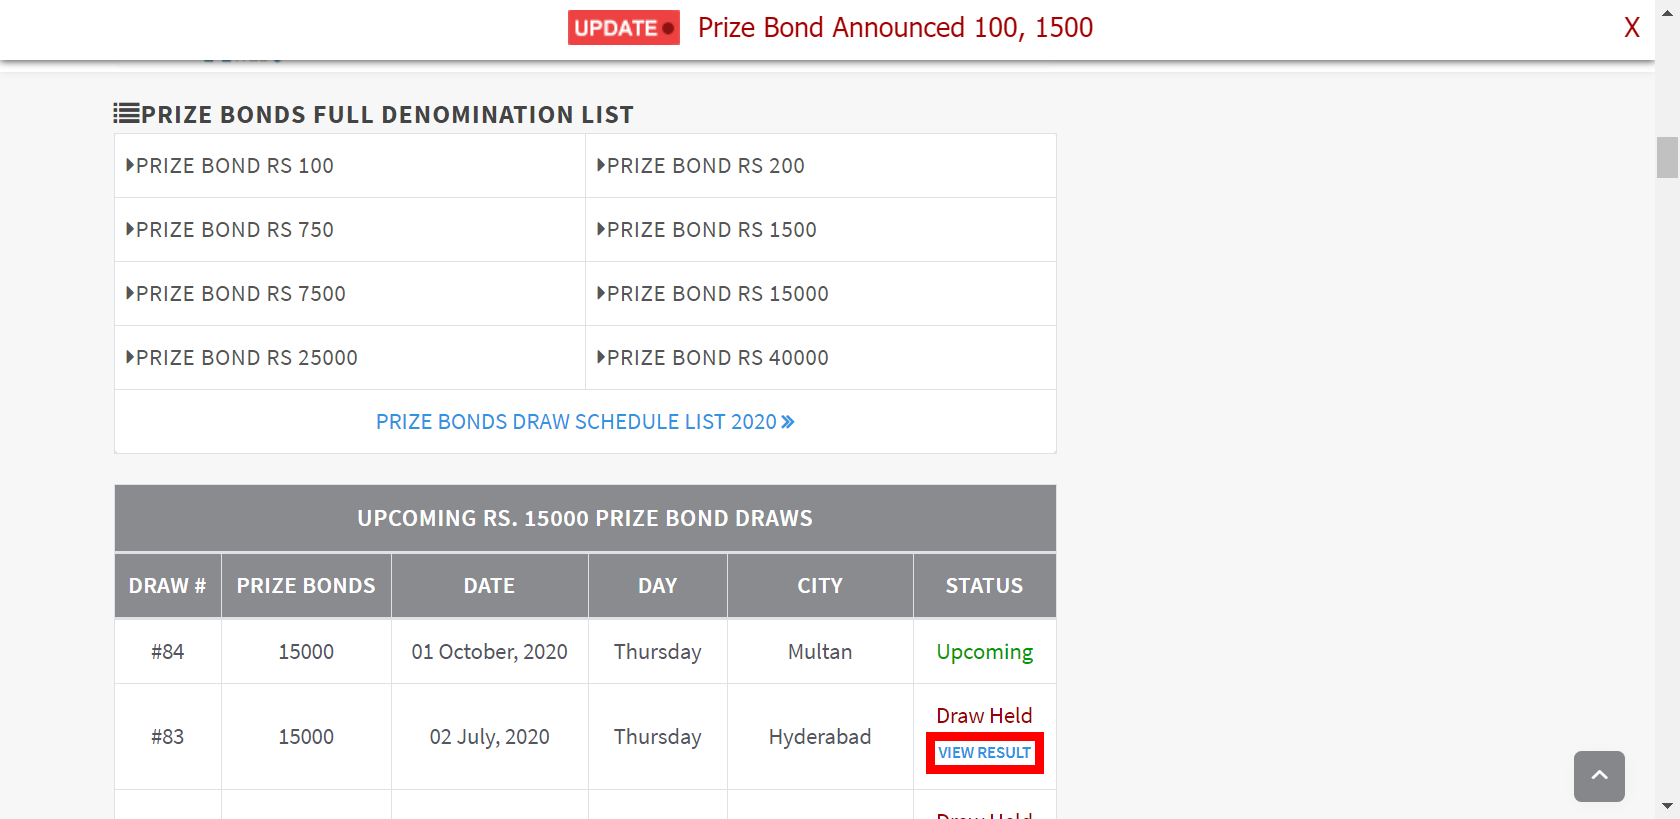 UPDATE Prize Bond Announced 100, 1500 X
PRIZE BONDS FULL DENOMINATION LIST
PRIZE BOND RS 100 PRIZE BOND RS 200
PRIZE BOND RS 750 PRIZE BOND RS 1500
PRIZE BOND RS 7500 PRIZE BOND RS 15000
PRIZE BOND RS 25000 PRIZE BOND RS 40000
PRIZE BONDS DRAW SCHEDULE LIST 2020 »
UPCOMING RS. 15000 PRIZE BOND DRAWS
DRAW # PRIZE BONDS DATE DAY CITY STATUS
#84 15000 01 October, 2020 Thursday Multan Upcoming
#83 15000 02 July, 2020 Thursday Hyderabad Draw Held
VIEW RESULT
Draw Held